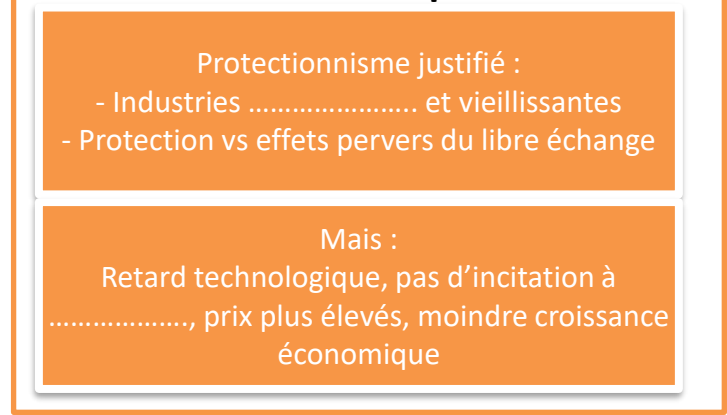 Protectionnisme justifié :
- Industries ………………….. et vieillissantes
- Protection vs effets pervers du libre échange
Mais :
Retard technologique, pas d’incitation à
………………., prix plus élevés, moindre croissance
économique